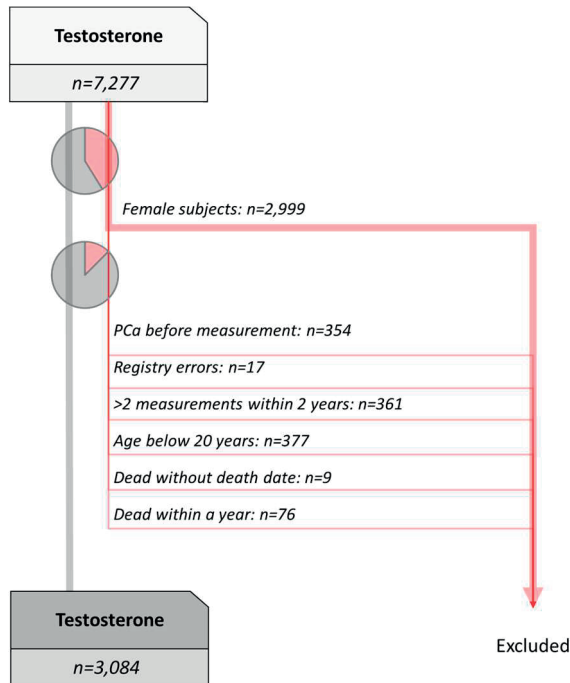 Testosterone
n=7,277
Female subjects: n=2,999
PCa before measurement: n=354
Registry errors: n=17
>2 measurements within 2 years: n=361
Age below 20 years: n=377
Dead without death date: n=9
Dead within a year: n=76
Testosterone
n=3,084
Excluded